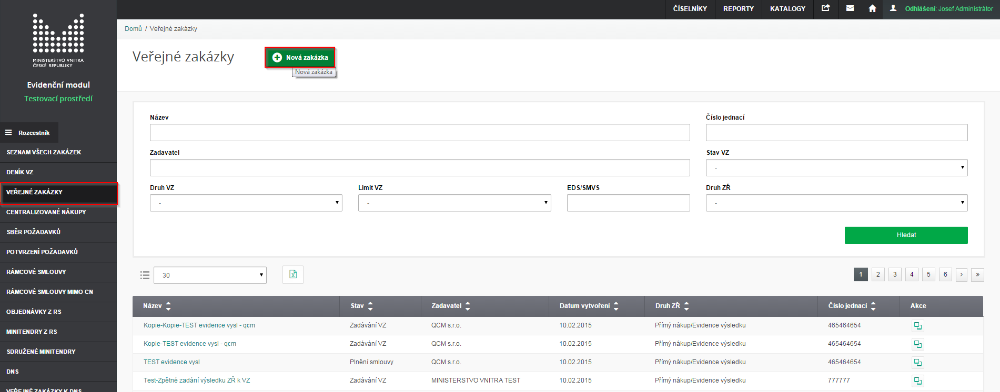 MINISTERSTVO VNITRA
ČESKÉ REPUBLIKY
Evidenční modul
Testovací prostředí
Rozcestník
SEZNAM VŠECH ZAKÁZEK
DENÍK VZ
VEŘEJNÉ ZAKÁZKY
CENTRALIZOVANÉ NÁKUPY
SBĚR POŽADAVKŮ
POTVRZENÍ POŽADAVKŮ
RÁMCOVÉ SMLOUVY
RÁMCOVÉ SMLOUVY MIMO CN
OBJEDNÁVKY Z RS
MINITENDRY Z RS
SDRUŽENÉ MINITENDRY
DNS
VEŘEJNÉ ZAKÁZKY K DNS
ČÍSELNÍKY REPORTY KATALOGY Odhlášení: Josef Administrátor
Domů / Veřejné zakázky
Veřejné zakázky
Nová zakázka
Nová zakázka
Název Číslo jednací
Zadavatel Stav VZ
-
Druh VZ Limit VZ EDS/SMVS Druh ZŘ
- - -
Hledat
30 1 2 3 4 5 6 › »
Název Stav Zadavatel Datum vytvoření Druh ZŘ Číslo jednací Akce
Kopie-Kopie-TEST evidence vysl - qcm Zadávání VZ QCM s.r.o. 10.02.2015 Přímý nákup/Evidence výsledku 465464654
Kopie-TEST evidence vysl - qcm Zadávání VZ QCM s.r.o. 10.02.2015 Přímý nákup/Evidence výsledku 465464654
TEST evidence vysl Plnění smlouvy QCM s.r.o. 10.02.2015 Přímý nákup/Evidence výsledku 465464654
Test-Zpětné zadání výsledku ZŘ k VZ Zadávání VZ MINISTERSTVO VNITRA TEST 10.02.2015 Přímý nákup/Evidence výsledku 777777